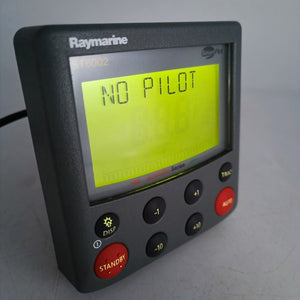 Raymarine
ST6002
NO PILOT
-1
+1
TRACK
DISP
AUTO
STANDBY
-10
+10